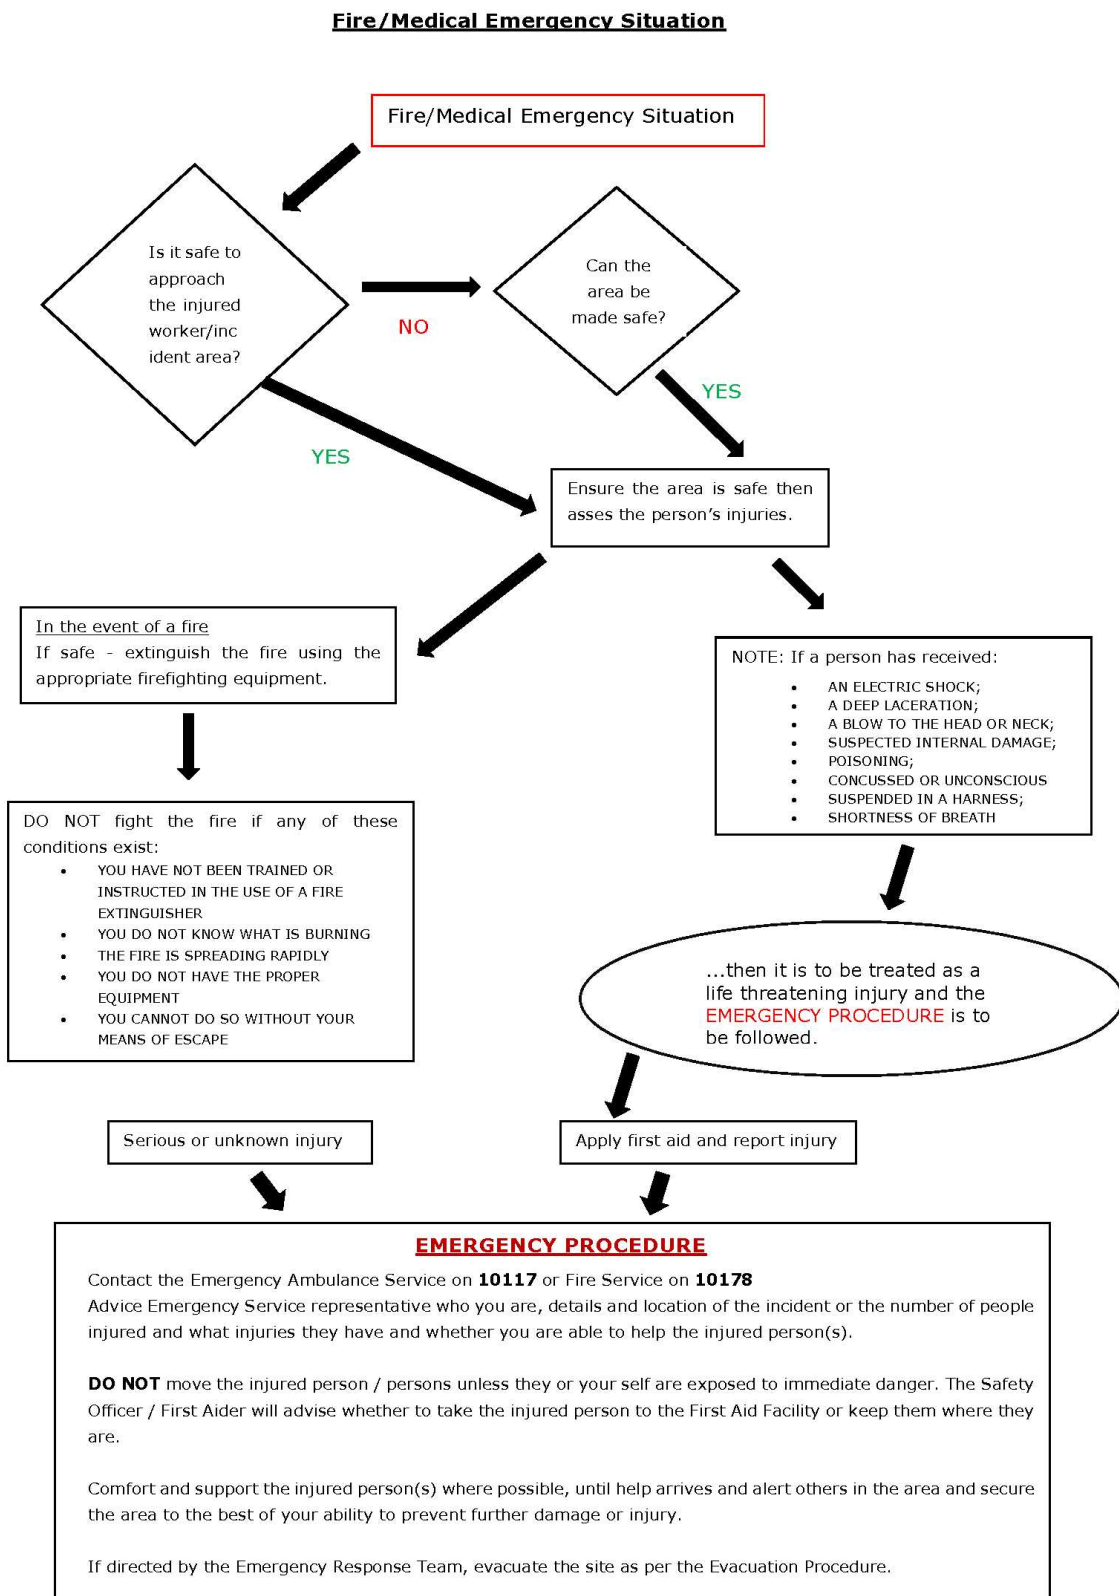 Fire/Medical Emergency Situation
Fire/Medical Emergency Situation
Is it safe to
approach
the injured
worker/inc
ident area?
NO
Can the
area be
made safe?
YES
YES
Ensure the area is safe then
asses the person's injuries.
In the event of a fire
If safe - extinguish the fire using the
appropriate firefighting equipment.
NOTE: If a person has received:
• AN ELECTRIC SHOCK;
• A DEEP LACERATION;
• A BLOW TO THE HEAD OR NECK;
• SUSPECTED INTERNAL DAMAGE;
• POISONING;
• CONCUSSED OR UNCONSCIOUS
• SUSPENDED IN A HARNESS;
• SHORTNESS OF BREATH
DO NOT fight the fire if any of these
conditions exist:
• YOU HAVE NOT BEEN TRAINED OR
INSTRUCTED IN THE USE OF A FIRE
EXTINGUISHER
• YOU DO NOT KNOW WHAT IS BURNING
• THE FIRE IS SPREADING RAPIDLY
• YOU DO NOT HAVE THE PROPER
EQUIPMENT
• YOU CANNOT DO SO WITHOUT YOUR
MEANS OF ESCAPE
...then it is to be treated as a
life threatening injury and the
EMERGENCY PROCEDURE is to
be followed.
Serious or unknown injury
Apply first aid and report injury
EMERGENCY PROCEDURE
Contact the Emergency Ambulance Service on 10117 or Fire Service on 10178
Advice Emergency Service representative who you are, details and location of the incident or the number of people
injured and what injuries they have and whether you are able to help the injured person(s).
DO NOT move the injured person / persons unless they or your self are exposed to immediate danger. The Safety
Officer / First Aider will advise whether to take the injured person to the First Aid Facility or keep them where they
are.
Comfort and support the injured person(s) where possible, until help arrives and alert others in the area and secure
the area to the best of your ability to prevent further damage or injury.
If directed by the Emergency Response Team, evacuate the site as per the Evacuation Procedure.